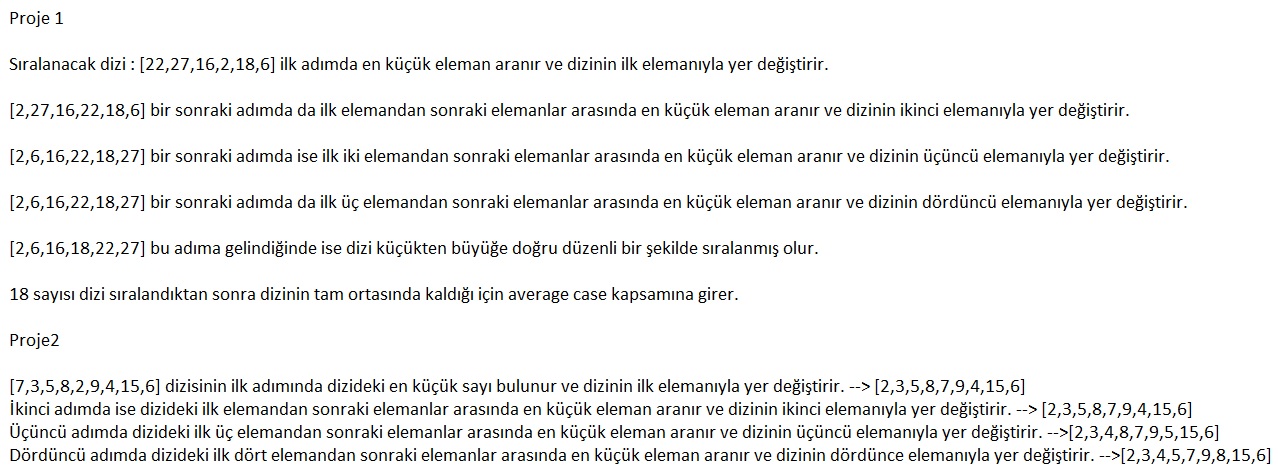 Proje 1
Sıralanacak dizi : [22,27,16,2,18,6] ilk adımda en küçük eleman aranır ve dizinin ilk elemanıyla yer değiştirir.
[2,27,16,22,18,6] bir sonraki adımda da ilk elemandan sonraki elemanlar arasında en küçük eleman aranır ve dizinin ikinci elemanıyla yer değiştirir.
[2,6,16,22,18,27] bir sonraki adımda ise ilk iki elemandan sonraki elemanlar arasında en küçük eleman aranır ve dizinin üçüncü elemanıyla yer değiştirir.
[2,6,16,22,18,27] bir sonraki adımda da ilk üç elemandan sonraki elemanlar arasında en küçük eleman aranır ve dizinin dördüncü elemanıyla yer değiştirir.
[2,6,16,18,22,27] bu adıma gelindiğinde ise dizi küçükten büyüğe doğru düzenli bir şekilde sıralanmış olur.
18 sayısı dizi sıralandıktan sonra dizinin tam ortasında kaldığı için average case kapsamına girer.
Proje2
[7,3,5,8,2,9,4,15,6] dizisinin ilk adımında dizideki en küçük sayı bulunur ve dizinin ilk elemanıyla yer değiştirir. --> [2,3,5,8,7,9,4,15,6]
İkinci adımda ise dizideki ilk elemandan sonraki elemanlar arasında en küçük eleman aranır ve dizinin ikinci elemanıyla yer değiştirir. --> [2,3,5,8,7,9,4,15,6]
Üçüncü adımda dizideki ilk üç elemandan sonraki elemanlar arasında en küçük eleman aranır ve dizinin üçüncü elemanıyla yer değiştirir. -->[2,3,4,8,7,9,5,15,6]
Dördüncü adımda dizideki ilk dört elemandan sonraki elemanlar arasında en küçük eleman aranır ve dizinin dördünce elemanıyla yer değiştirir. -->[2,3,4,5,7,9,8,15,6]